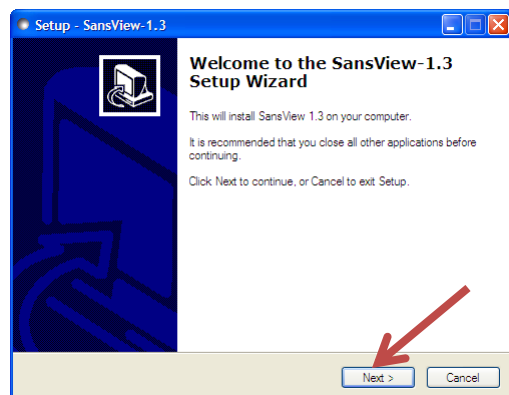 Setup - SansView-1.3
Welcome to the SansView-1.3
Setup Wizard
This will install SansView 1.3 on your computer.
It is recommended that you close all other applications before
continuing.
Click Next to continue, or Cancel to exit Setup.
Next >
Cancel